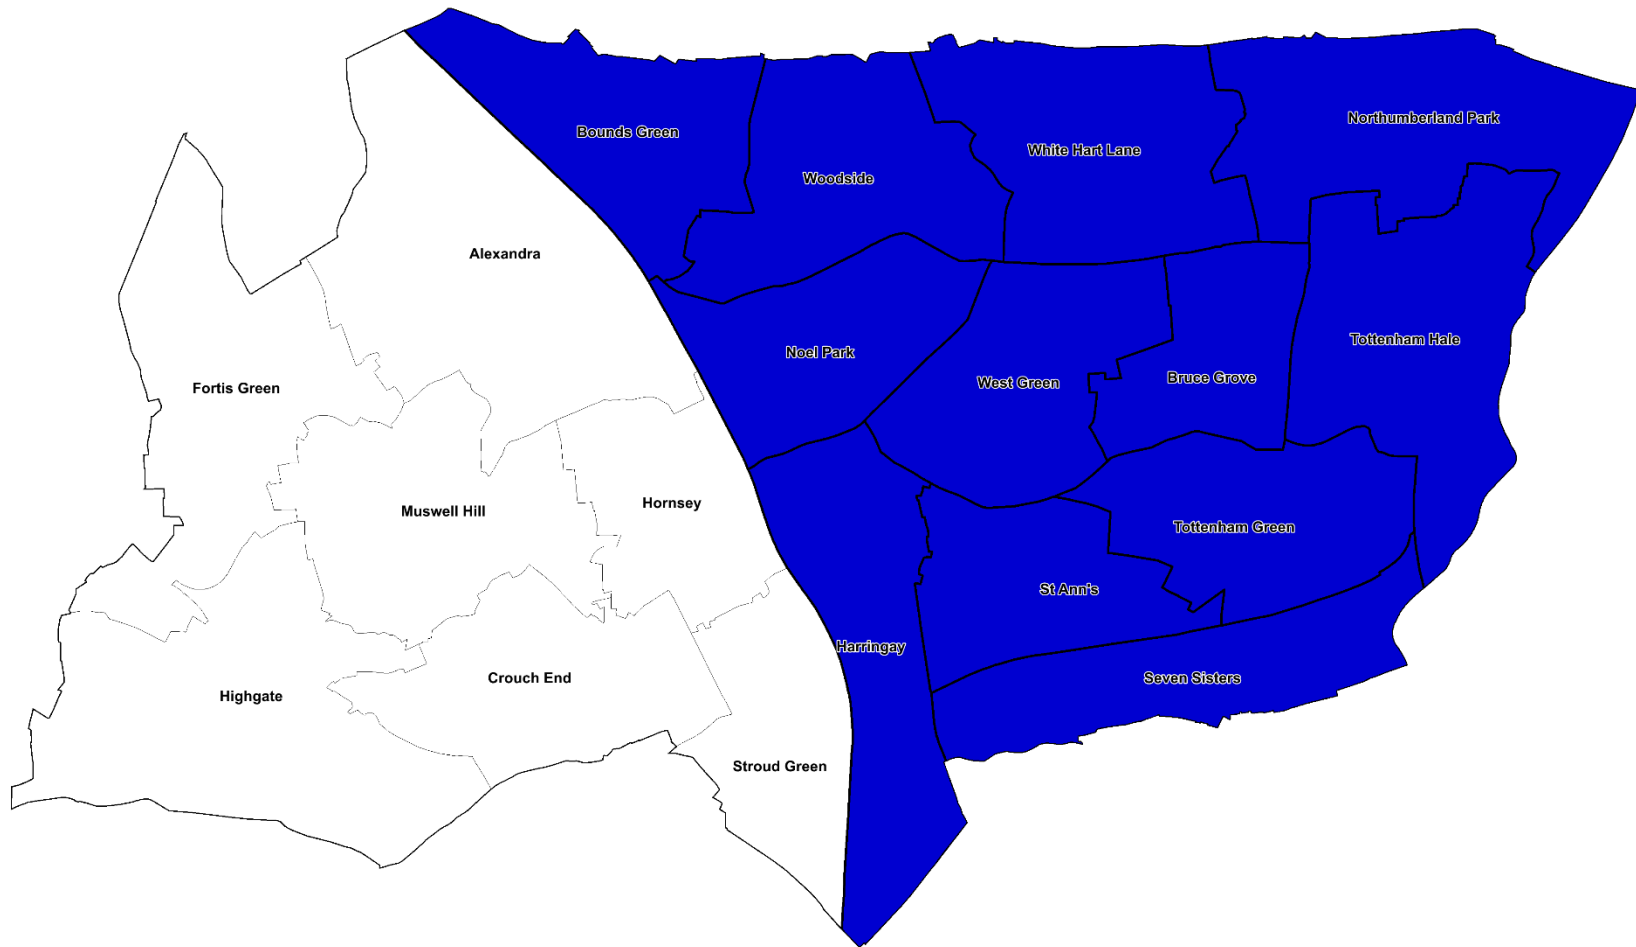 Northumberland Park
Bounds Green
White Hart Lane
Woodside
Alexandra
Tottenham Hale
Noel Park
Bruce Grove
West Green
Fortis Green
Hornsey
Muswell Hill
Tottenham Green
St Ann's
Harringay
Crouch End
Seven Sisters
Highgate
Stroud Green